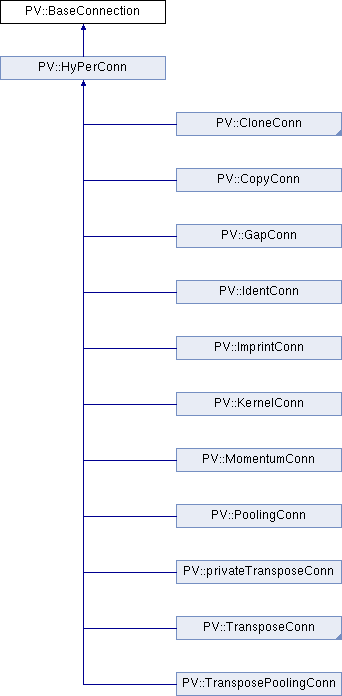 PV::BaseConnection
PV::HyPerConn
PV::CloneConn
PV::CopyConn
PV::GapConn
PV::IdentConn
PV::ImprintConn
PV::KernelConn
PV::MomentumConn
PV::PoolingConn
PV::privateTransposeConn
PV::TransposeConn
PV::TransposePoolingConn